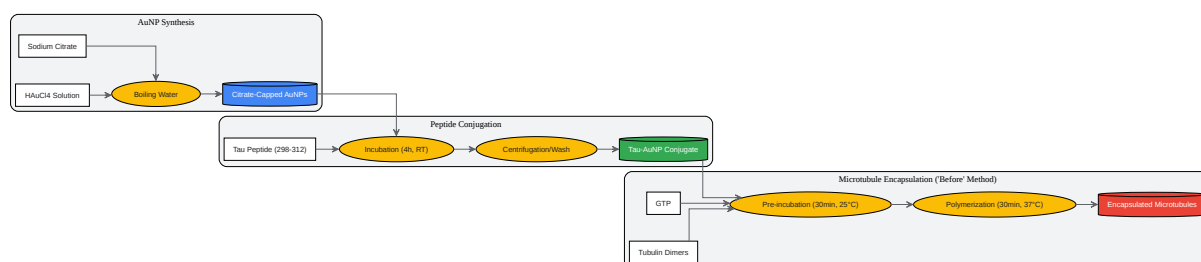 AuNP Synthesis
Sodium Citrate
HAuCl4 Solution
Boiling Water
Citrate-Capped AuNPs
Peptide Conjugation
Tau Peptide (298-312)
Incubation (4h, RT)
Centrifugation/Wash
Tau-AuNP Conjugate
Microtubule Encapsulation ('Before' Method)
GTP
Pre-incubation (30min, 25°C)
Polymerization (30min, 37°C)
Encapsulated Microtubules
Tubulin Dimers